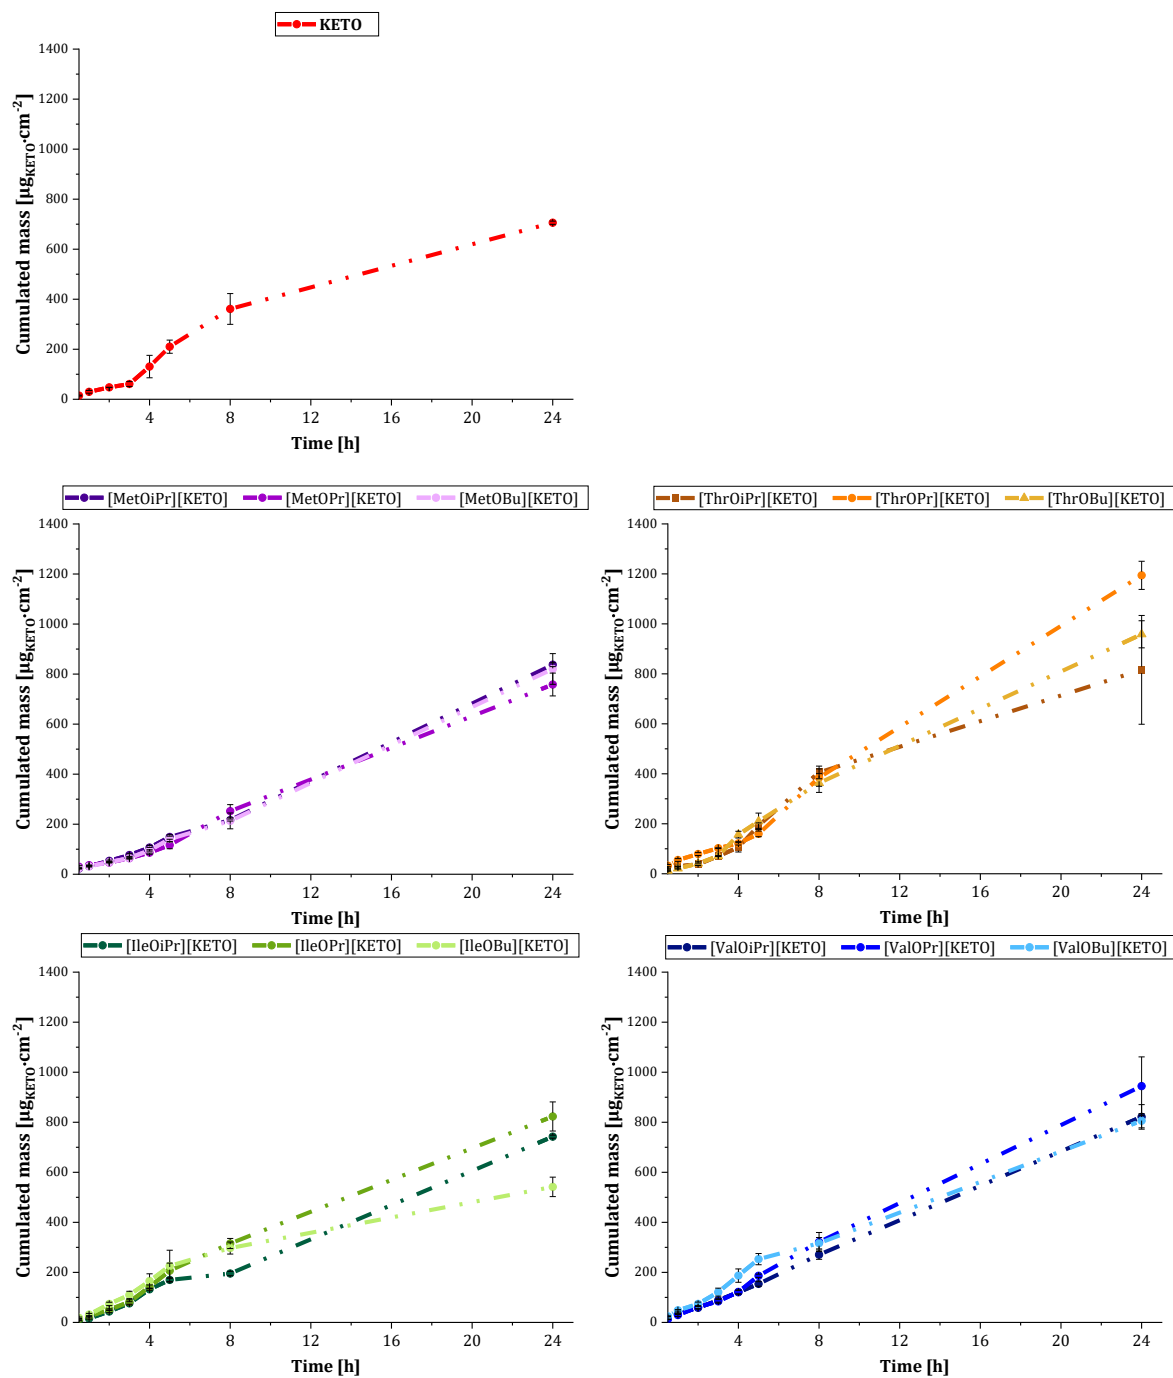 KETO
1400
1200
1000
800
600
400
200
0
4 8 12 16 20 24
Time [h]
Cumulated mass [µgKETO·cm-2]
[MetOiPr][KETO] [MetOPr][KETO] [MetOBu][KETO]
1400
1200
1000
800
600
400
200
0
4 8 12 16 20 24
Time [h]
Cumulated mass [µgKETO·cm-2]
[ThrOiPr][KETO] [ThrOPr][KETO] [ThrOBu][KETO]
1400
1200
1000
800
600
400
200
0
4 8 12 16 20 24
Time [h]
Cumulated mass [µgKETO·cm-2]
[IleOiPr][KETO] [IleOPr][KETO] [IleOBu][KETO]
1400
1200
1000
800
600
400
200
0
4 8 12 16 20 24
Time [h]
Cumulated mass [µgKETO·cm-2]
[ValOiPr][KETO] [ValOPr][KETO] [ValOBu][KETO]
1400
1200
1000
800
600
400
200
0
4 8 12 16 20 24
Time [h]
Cumulated mass [µgKETO·cm-2]